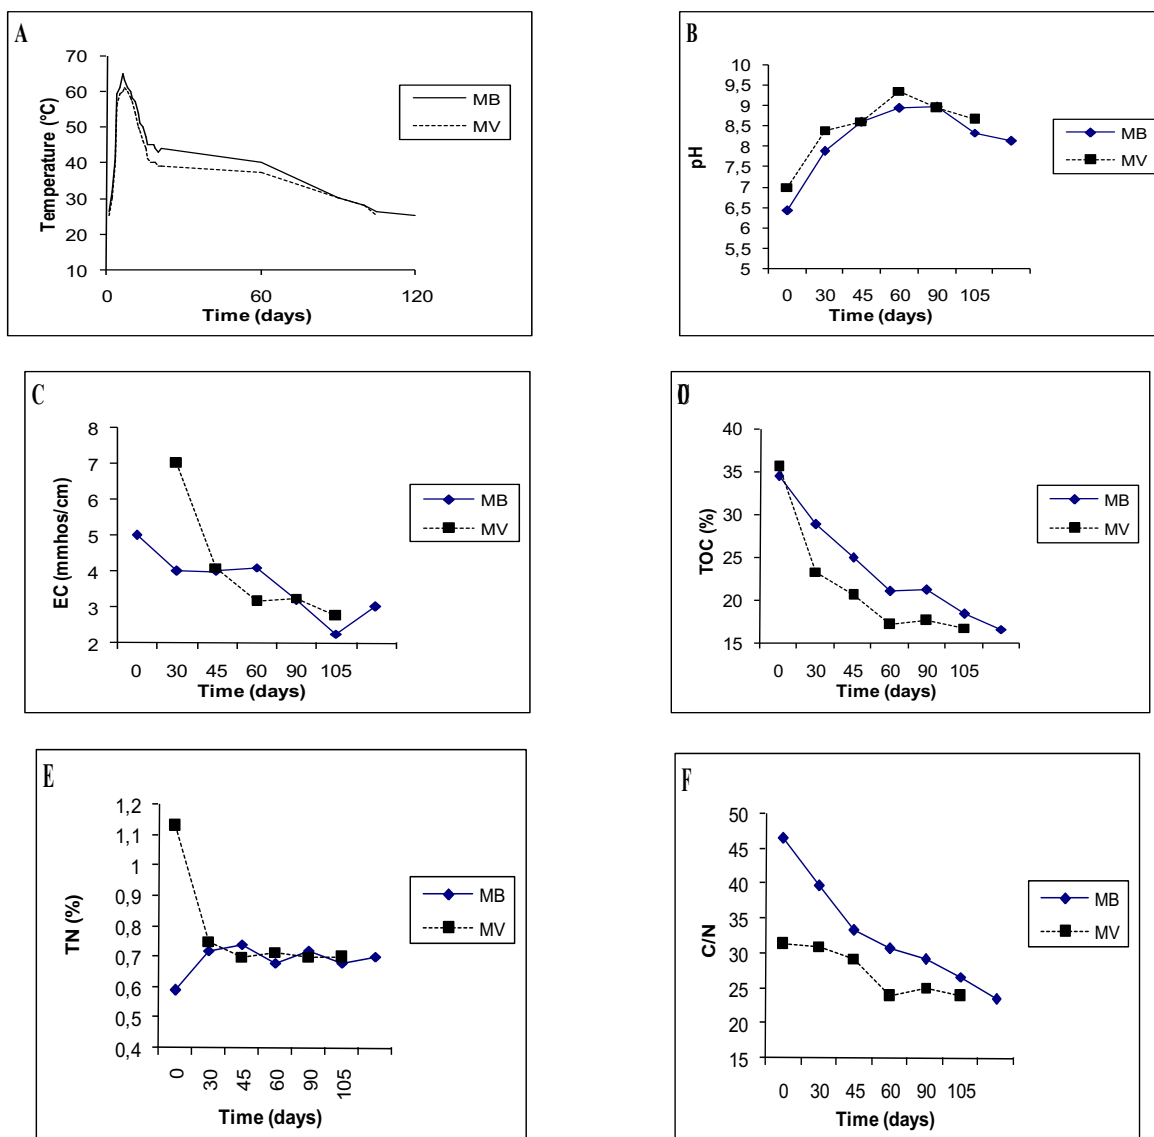 A
70
60
50
40
30
20
10
Temperature (°C)
0 60 120
Time (days)
MB
MV
B
10
9,5
9
8,5
8
7,5
7
6,5
6
5,5
5
pH
0 30 45 60 90 105
Time (days)
MB
MV
C
8
7
6
5
4
3
2
EC (mmhos/cm)
0 30 45 60 90 105
Time (days)
MB
MV
D
40
35
30
25
20
15
TOC (%)
0 30 45 60 90 105
Time (days)
MB
MV
E
1,2
1,1
1
0,9
0,8
0,7
0,6
0,5
0,4
TN (%)
0 30 45 60 90 105
Time (days)
MB
MV
F
50
45
40
35
30
25
20
15
C/N
0 30 45 60 90 105
Time (days)
MB
MV